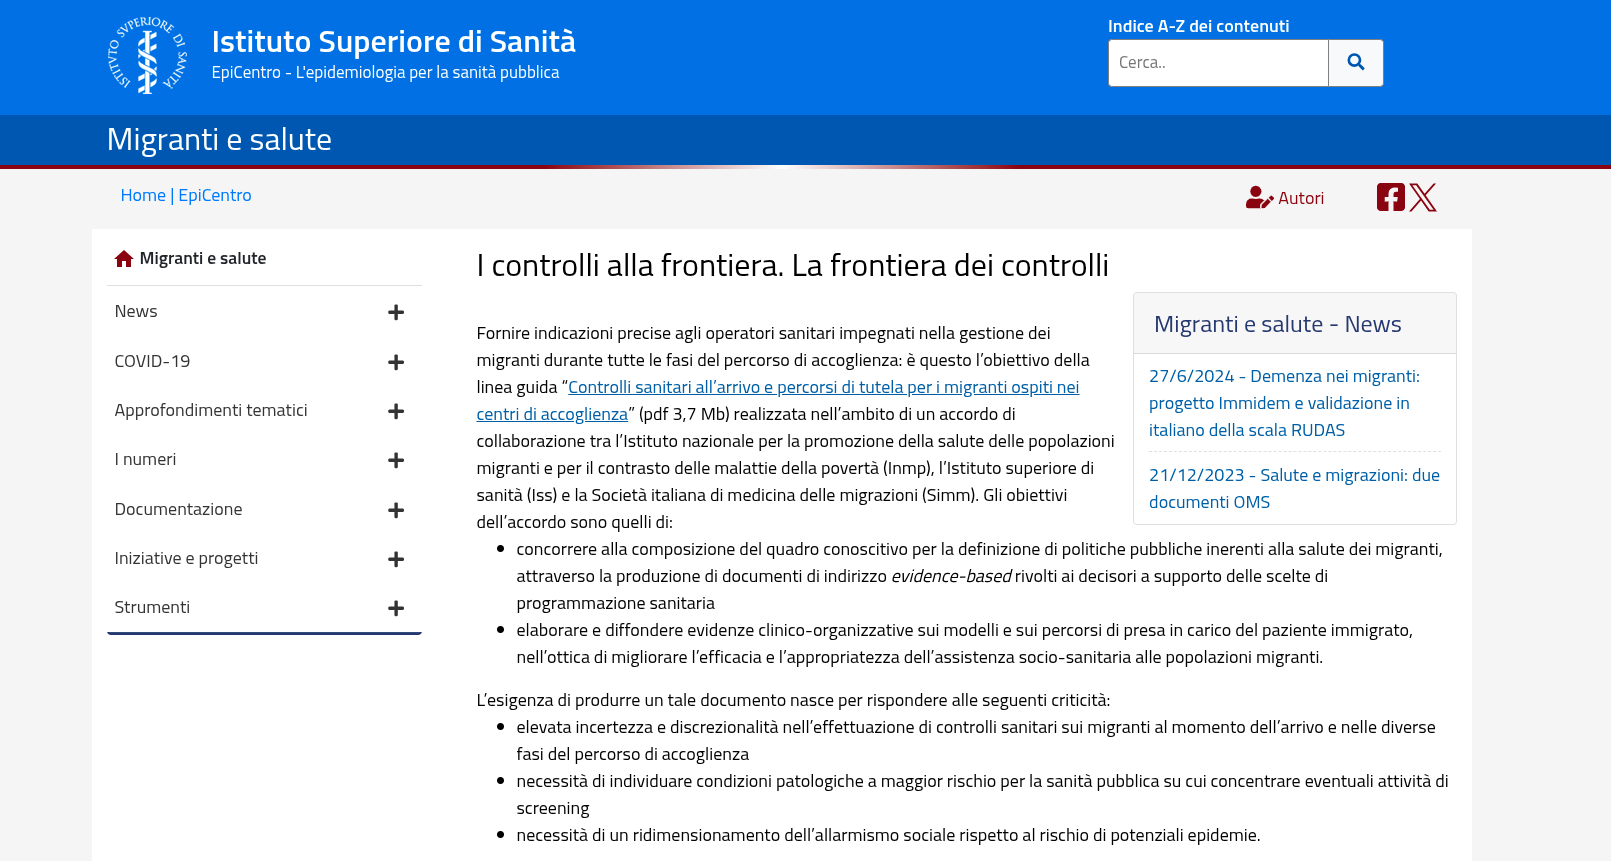 ISTITUTO SUPERIORE DI SANITÀ
Istituto Superiore di Sanità
EpiCentro - L'epidemiologia per la sanità pubblica
Indice A-Z dei contenuti
Cerca..
Migranti e salute
Home | EpiCentro
Autori
Migranti e salute
News
COVID-19
Approfondimenti tematici
I numeri
Documentazione
Iniziative e progetti
Strumenti
I controlli alla frontiera. La frontiera dei controlli
Fornire indicazioni precise agli operatori sanitari impegnati nella gestione dei
migranti durante tutte le fasi del percorso di accoglienza: è questo l’obiettivo della
linea guida “Controlli sanitari all’arrivo e percorsi di tutela per i migranti ospiti nei
centri di accoglienza” (pdf 3,7 Mb) realizzata nell’ambito di un accordo di
collaborazione tra l’Istituto nazionale per la promozione della salute delle popolazioni
migranti e per il contrasto delle malattie della povertà (Inmp), l’Istituto superiore di
sanità (Iss) e la Società italiana di medicina delle migrazioni (Simm). Gli obiettivi
dell’accordo sono quelli di:
Migranti e salute - News
27/6/2024 - Demenza nei migranti:
progetto Immidem e validazione in
italiano della scala RUDAS
21/12/2023 - Salute e migrazioni: due
documenti OMS
• concorrere alla composizione del quadro conoscitivo per la definizione di politiche pubbliche inerenti alla salute dei migranti,
attraverso la produzione di documenti di indirizzo evidence-based rivolti ai decisori a supporto delle scelte di
programmazione sanitaria
• elaborare e diffondere evidenze clinico-organizzative sui modelli e sui percorsi di presa in carico del paziente immigrato,
nell’ottica di migliorare l’efficacia e l’appropriatezza dell’assistenza socio-sanitaria alle popolazioni migranti.
L’esigenza di produrre un tale documento nasce per rispondere alle seguenti criticità:
• elevata incertezza e discrezionalità nell’effettuazione di controlli sanitari sui migranti al momento dell’arrivo e nelle diverse
fasi del percorso di accoglienza
• necessità di individuare condizioni patologiche a maggior rischio per la sanità pubblica su cui concentrare eventuali attività di
screening
• necessità di un ridimensionamento dell’allarmismo sociale rispetto al rischio di potenziali epidemie.